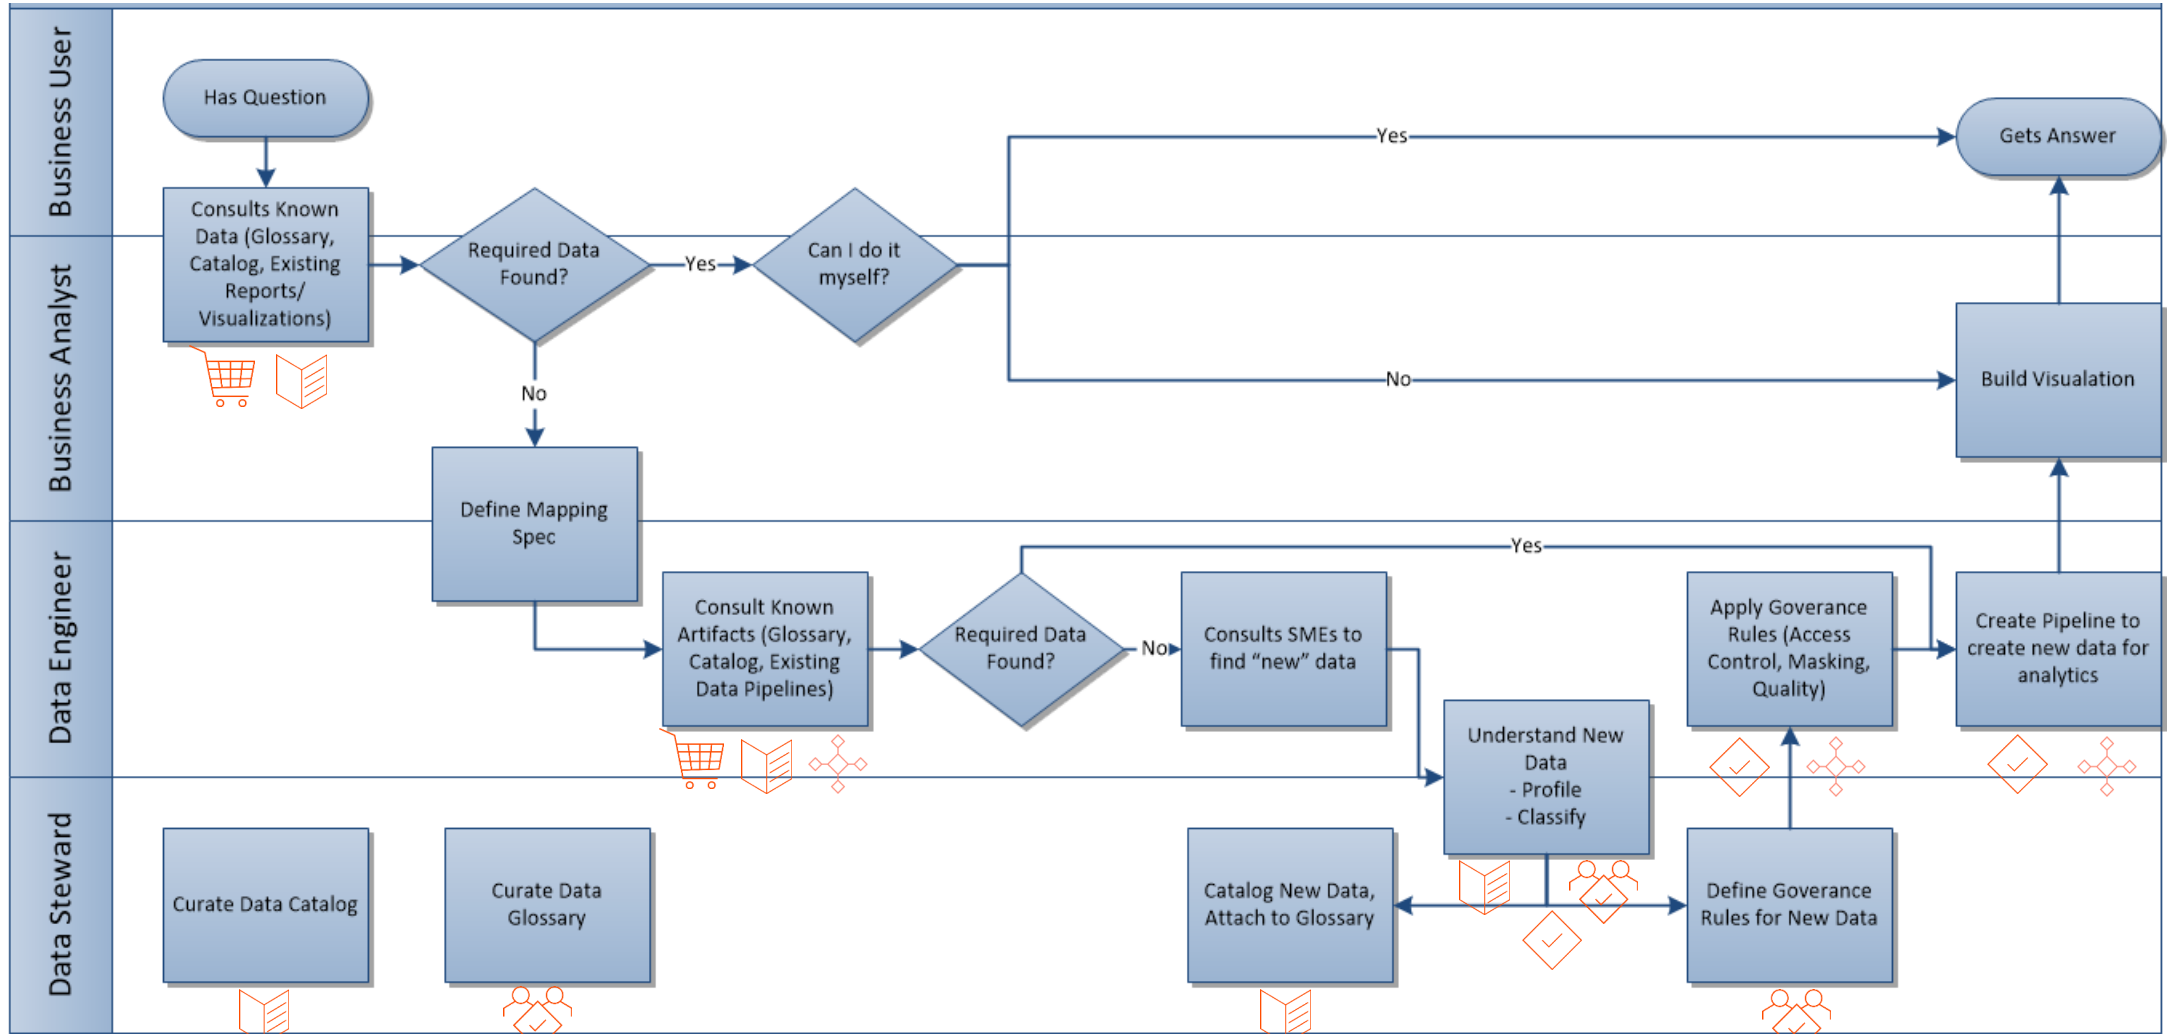 Business User
Has Question
Consults Known
Data (Glossary,
Catalog, Existing
Reports/
Visualizations)
Required Data
Found?
Yes
Can I do it
myself?
Yes
Gets Answer
Business Analyst
No
No
Build Visualation
Define Mapping
Spec
Data Engineer
Consult Known
Artifacts (Glossary,
Catalog, Existing
Data Pipelines)
Required Data
Found?
Yes
No
Consults SMEs to
find “new” data
Understand New
Data
- Profile
- Classify
Apply Goverance
Rules (Access
Control, Masking,
Quality)
Create Pipeline to
create new data for
analytics
Data Steward
Curate Data Catalog
Curate Data
Glossary
Catalog New Data,
Attach to Glossary
Define Goverance
Rules for New Data